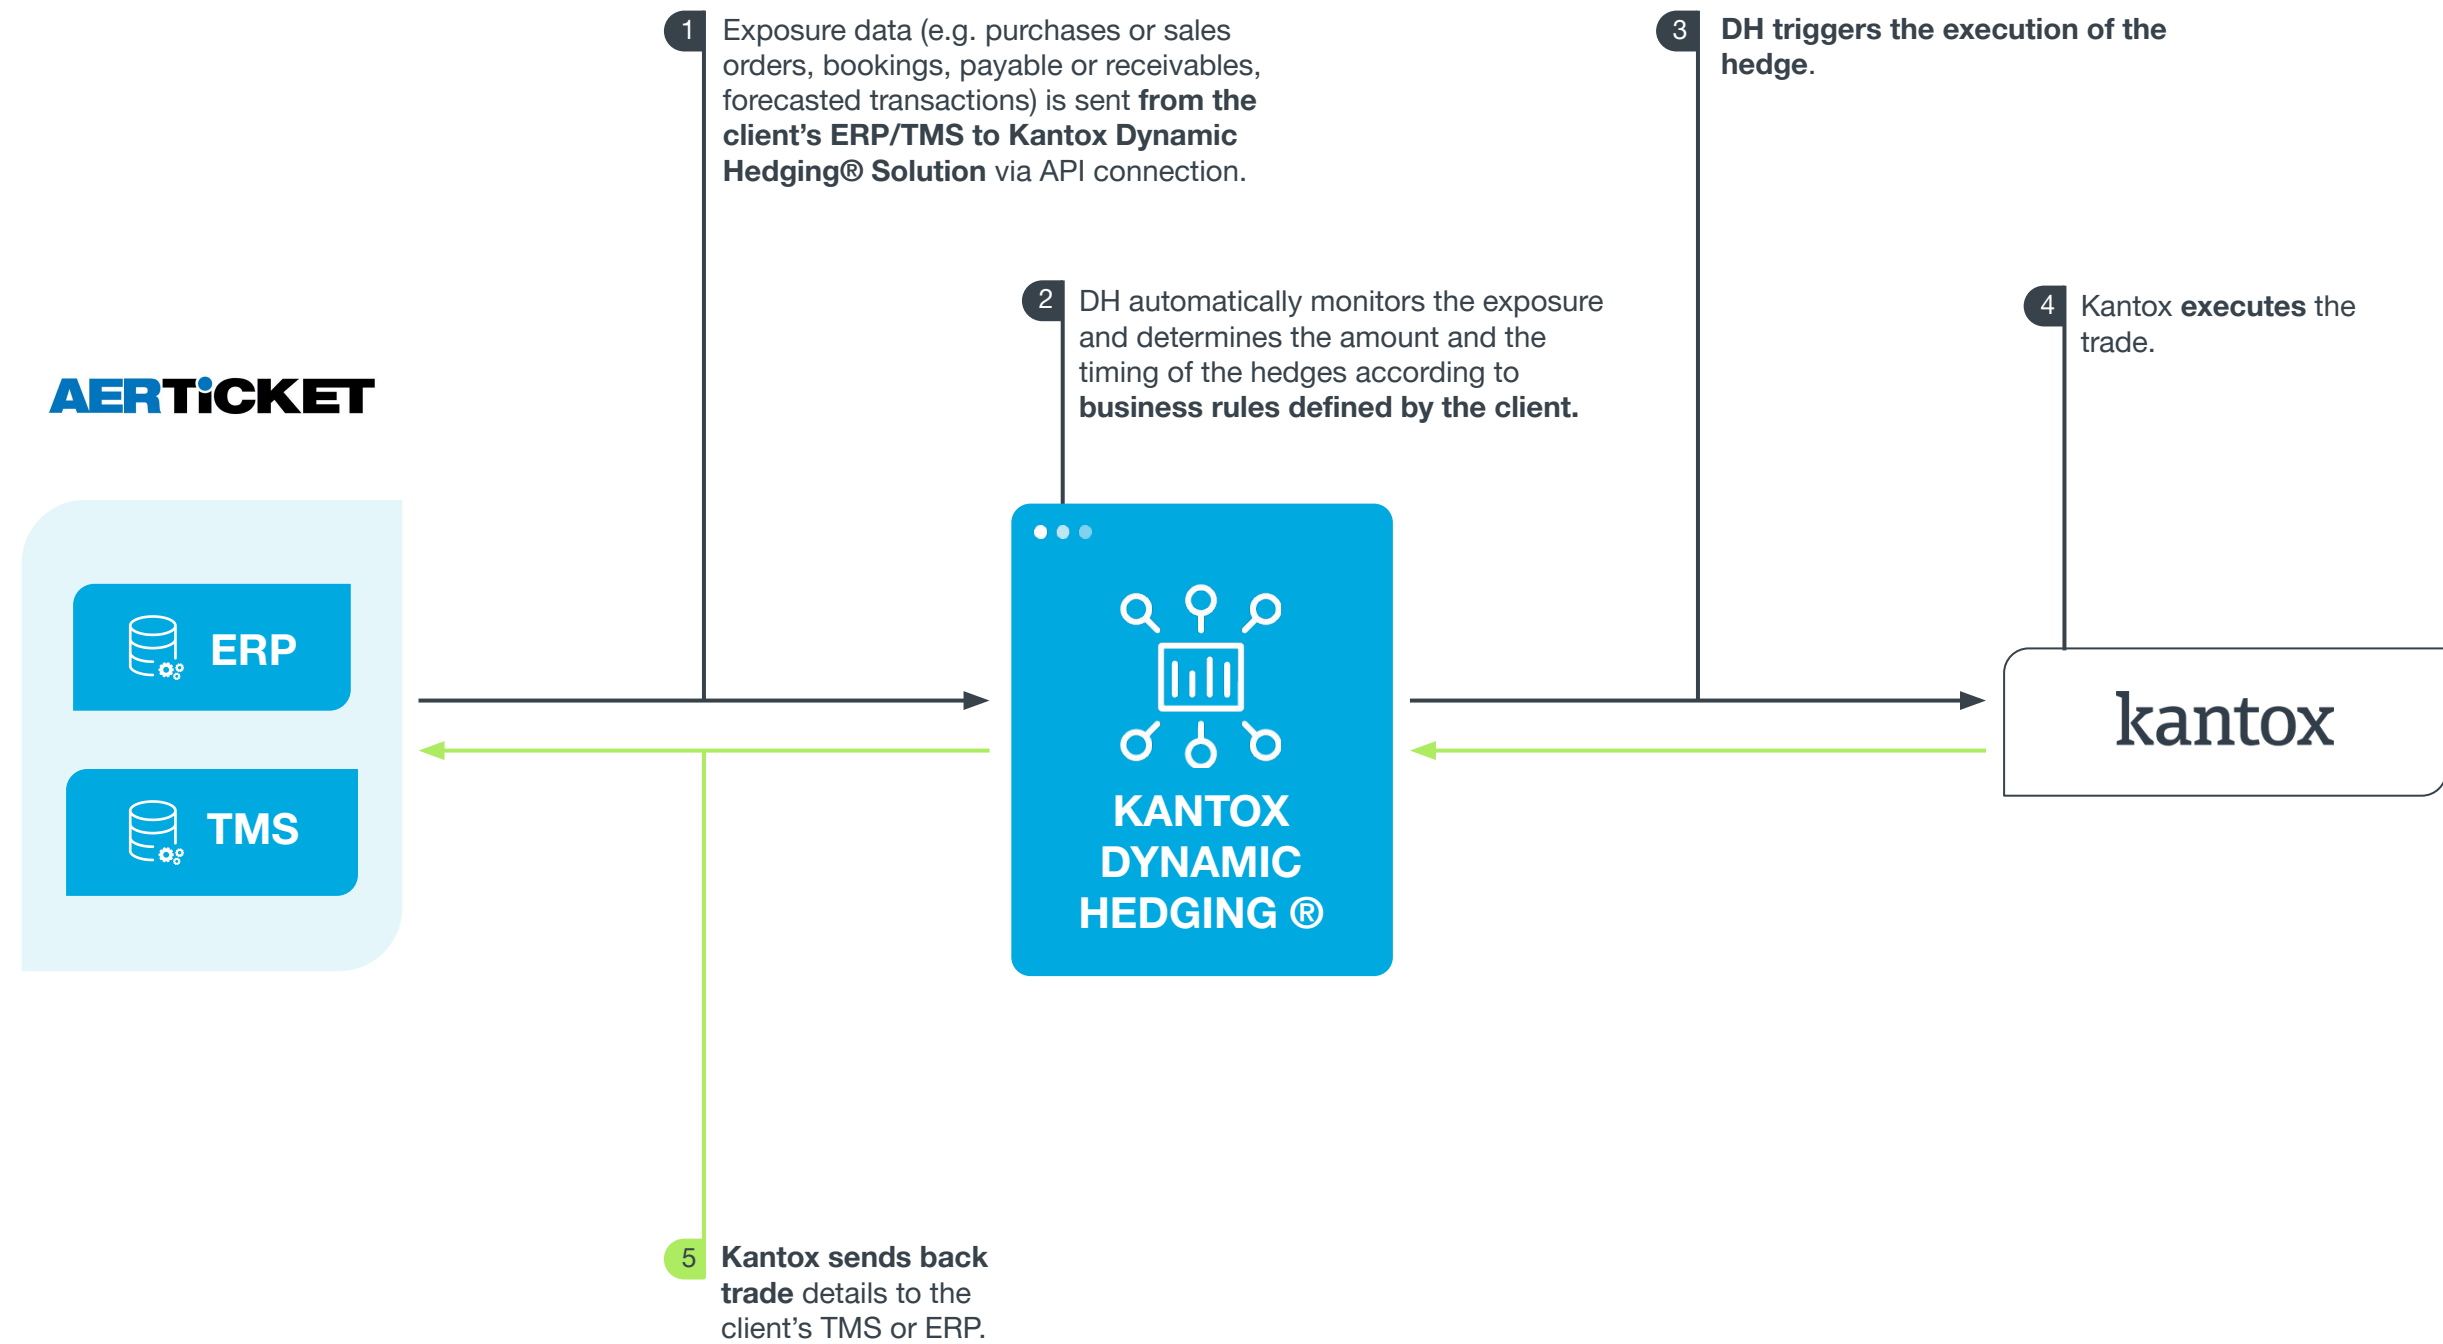 1
Exposure data (e.g. purchases or sales
orders, bookings, payable or receivables,
forecasted transactions) is sent from the
client’s ERP/TMS to Kantox Dynamic
Hedging® Solution via API connection.
3
DH triggers the execution of the
hedge.
2
DH automatically monitors the exposure
and determines the amount and the
timing of the hedges according to
business rules defined by the client.
4
Kantox executes the
trade.
AERTiCKET
ERP
TMS
KANTOX
DYNAMIC
HEDGING ®
kantox
5
Kantox sends back
trade details to the
client’s TMS or ERP.